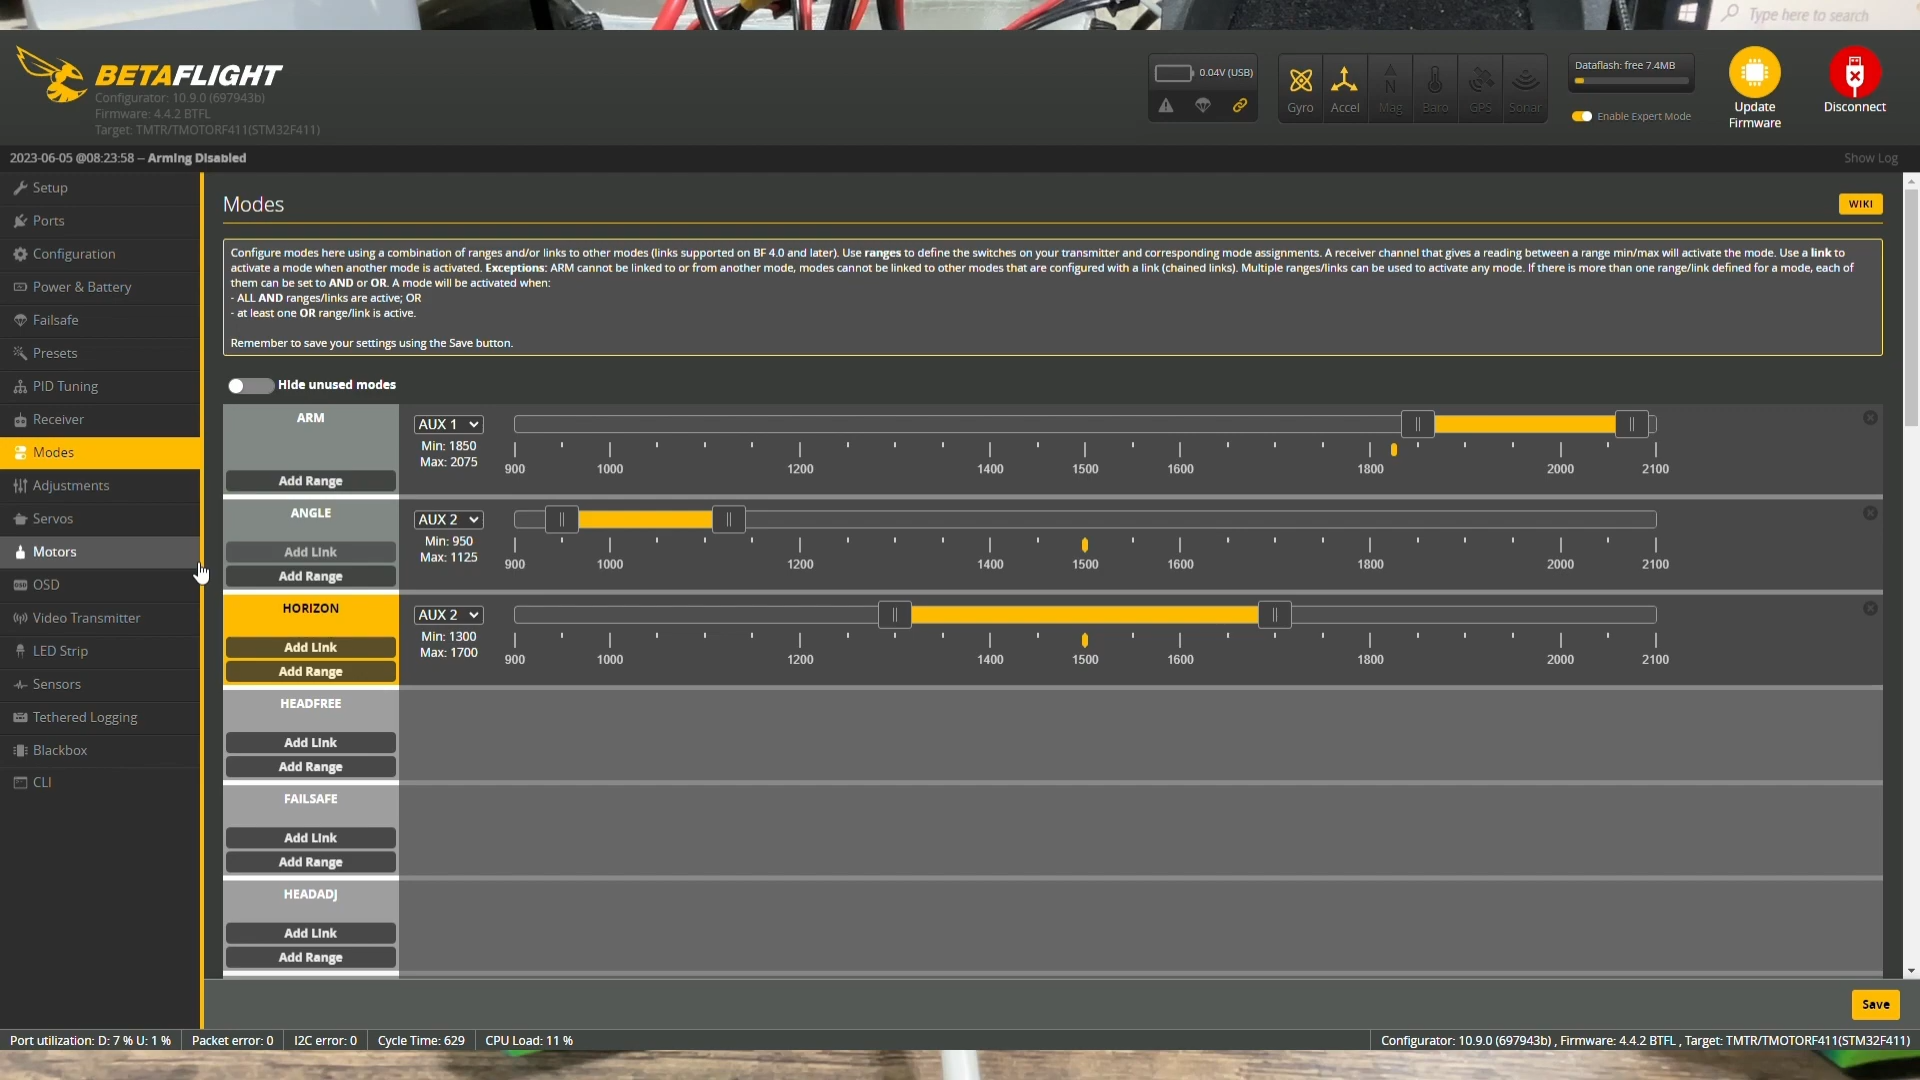 Type here to search
BETAFLIGHT
Configurator: 10.9.0 (697943b)
Firmware: 4.4.2 BTFL
Target: TMTR/TMOTORF411(STM32F411)
0.04V (USB)
Gyro
Accel
Mag
Baro
GPS
Sonar
Dataflash: free 7.4MB
Enable Expert Mode
Update
Firmware
Disconnect
2023-06-05 @08:23:58 -- Arming Disabled
Show Log
Setup
Ports
Configuration
Power & Battery
Failsafe
Presets
PID Tuning
Receiver
Modes
Adjustments
Servos
Motors
OSD
Video Transmitter
LED Strip
Sensors
Tethered Logging
Blackbox
CLI
Modes
WIKI
Configure modes here using a combination of ranges and/or links to other modes (links supported on BF 4.0 and later). Use ranges to define the switches on your transmitter and corresponding mode assignments. A receiver channel that gives a reading between a range min/max will activate the mode. Use a link to
activate a mode when another mode is activated. Exceptions: ARM cannot be linked to or from another mode, modes cannot be linked to other modes that are configured with a link (chained links). Multiple ranges/links can be used to activate any mode. If there is more than one range/link defined for a mode, each of
them can be set to AND or OR. A mode will be activated when:
- ALL AND ranges/links are active; OR
- at least one OR range/link is active.
Remember to save your settings using the Save button.
Hide unused modes
ARM
Add Range
AUX 1
Min: 1850
Max: 2075
900 1000 1200 1400 1500 1600 1800 2000 2100
ANGLE
Add Link
Add Range
AUX 2
Min: 950
Max: 1125
900 1000 1200 1400 1500 1600 1800 2000 2100
HORIZON
Add Link
Add Range
AUX 2
Min: 1300
Max: 1700
900 1000 1200 1400 1500 1600 1800 2000 2100
HEADFREE
Add Link
Add Range
FAILSAFE
Add Link
Add Range
HEADADJ
Add Link
Add Range
Save
Port utilization: D: 7 % U: 1 %
Packet error: 0
I2C error: 0
Cycle Time: 629
CPU Load: 11 %
Configurator: 10.9.0 (697943b) , Firmware: 4.4.2 BTFL , Target: TMTR/TMOTORF411(STM32F411)